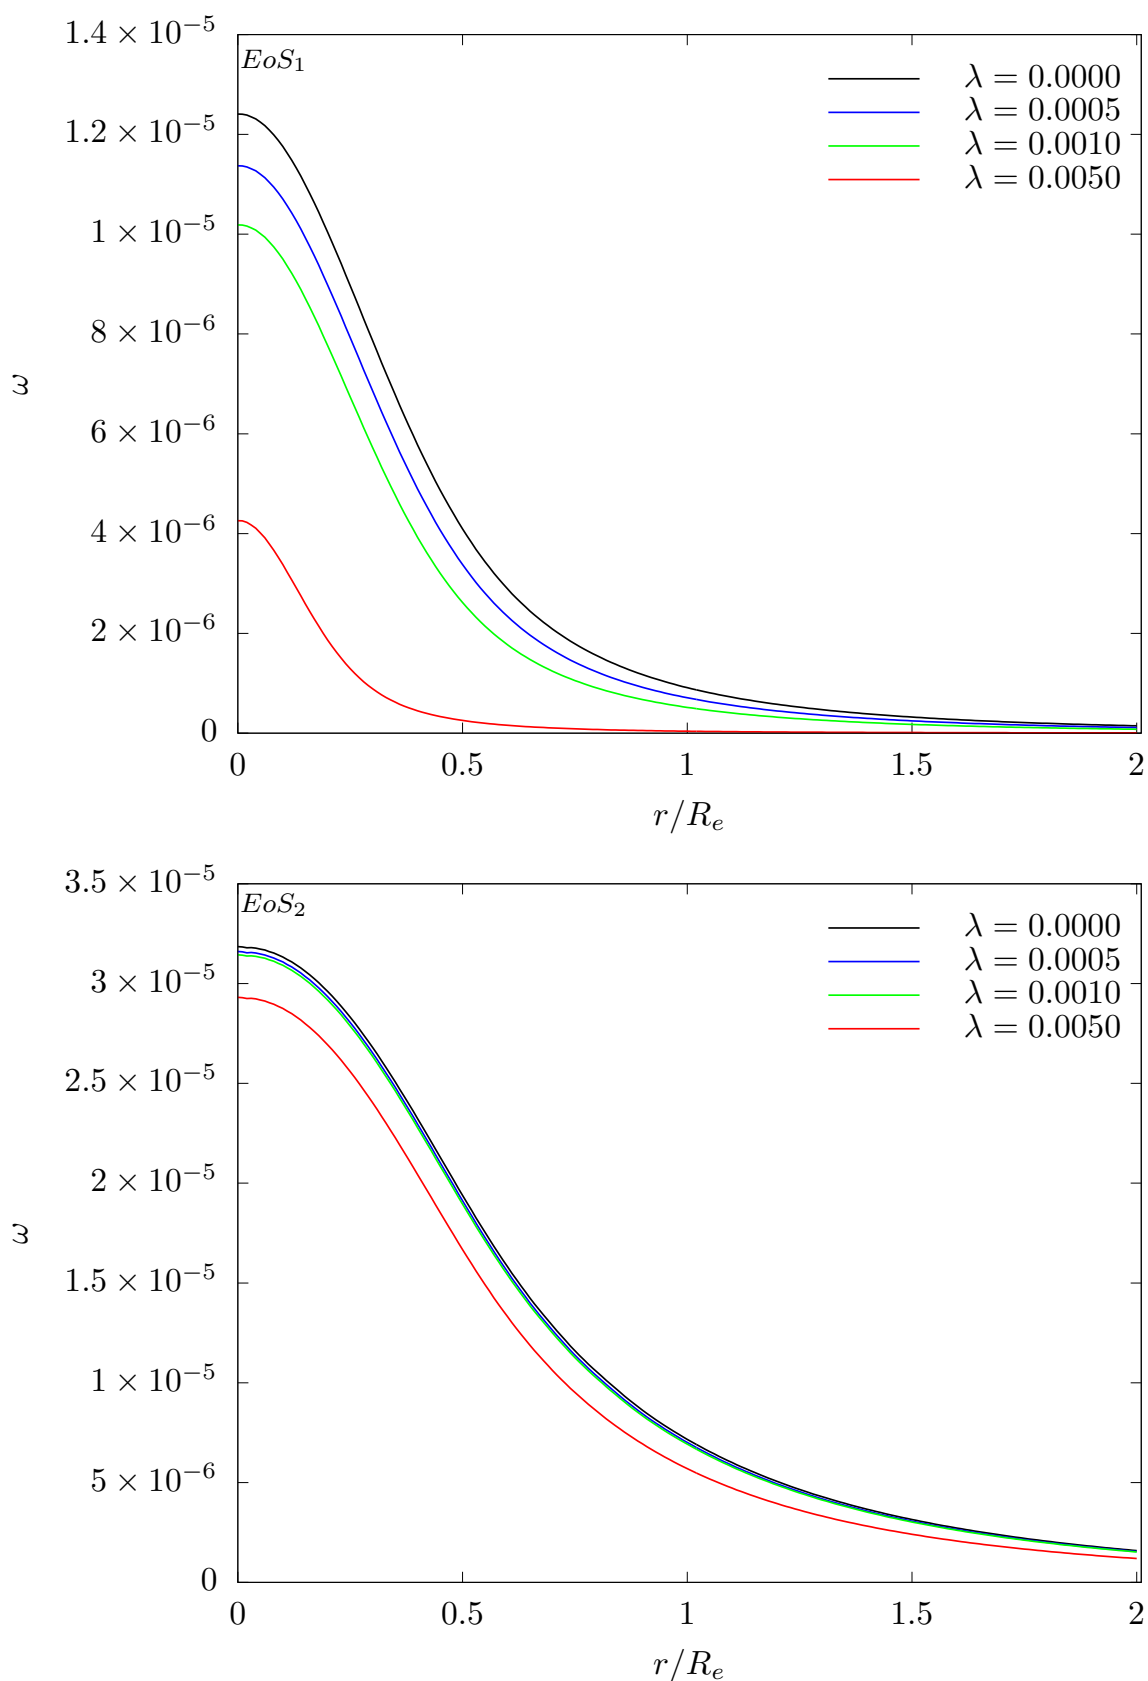 1.4 × 10⁻⁵
EoS₁
λ = 0.0000
λ = 0.0005
1.2 × 10⁻⁵
λ = 0.0010
λ = 0.0050
1 × 10⁻⁵
8 × 10⁻⁶
ω
6 × 10⁻⁶
4 × 10⁻⁶
2 × 10⁻⁶
0
0 0.5 1 1.5 2
r/Rₑ
3.5 × 10⁻⁵
EoS₂
λ = 0.0000
λ = 0.0005
3 × 10⁻⁵
λ = 0.0010
λ = 0.0050
2.5 × 10⁻⁵
2 × 10⁻⁵
ω
1.5 × 10⁻⁵
1 × 10⁻⁵
5 × 10⁻⁶
0
0 0.5 1 1.5 2
r/Rₑ